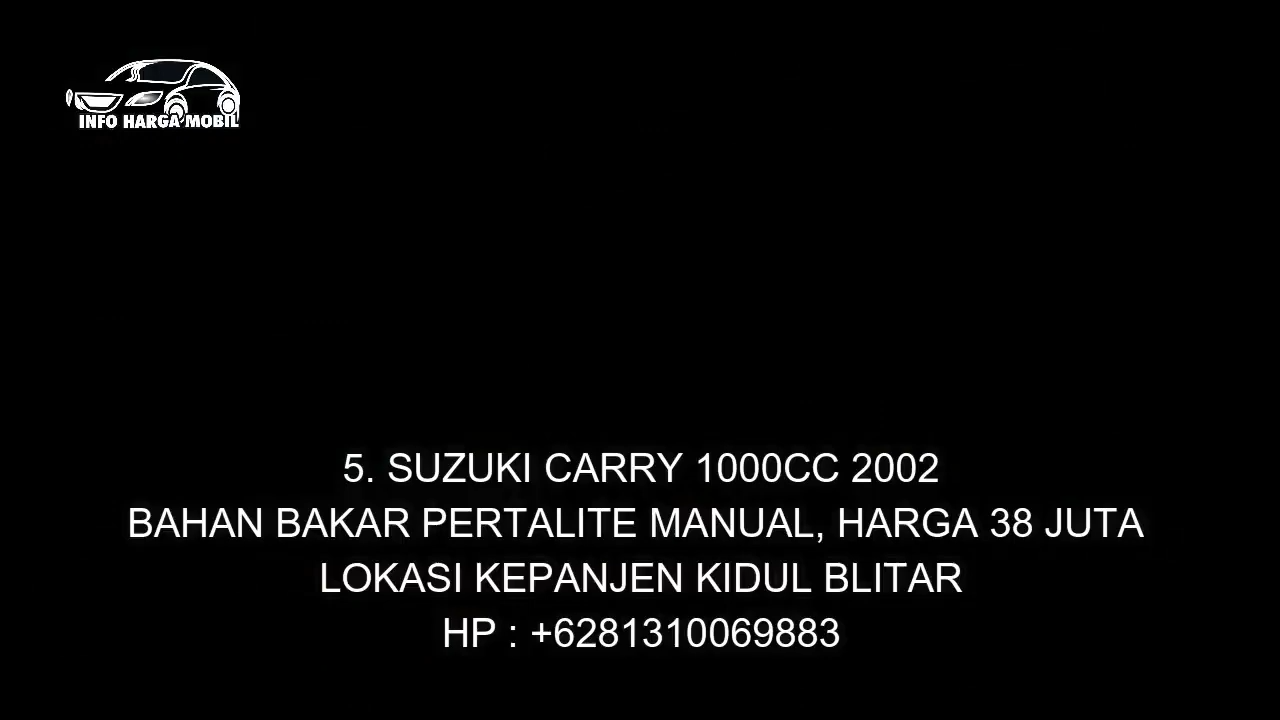 INFO HARGA MOBIL
5. SUZUKI CARRY 1000CC 2002
BAHAN BAKAR PERTALITE MANUAL, HARGA 38 JUTA
LOKASI KEPANJEN KIDUL BLITAR
HP : +6281310069883